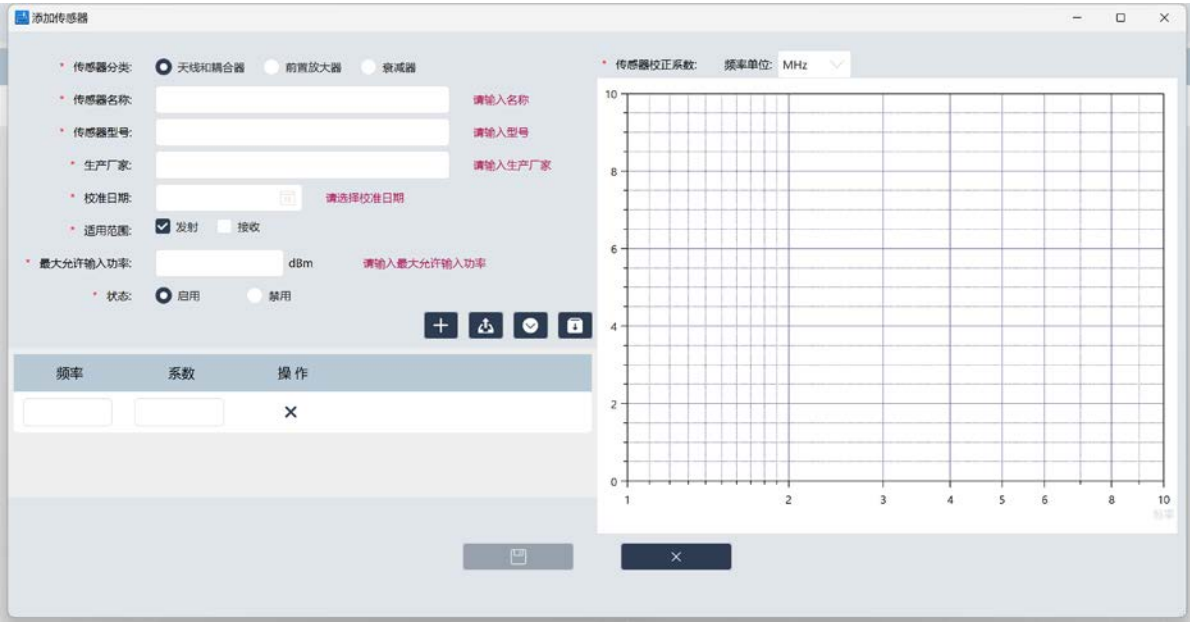 添加传感器
* 传感器分类: 天线和耦合器 前置放大器 衰减器
* 传感器名称: 请输入名称
* 传感器型号: 请输入型号
* 生产厂家: 请输入生产厂家
* 校准日期: 请选择校准日期
* 适用范围: 发射 接收
* 最大允许输入功率: dBm 请输入最大允许输入功率
* 状态: 启用 禁用
频率 系数 操作
* 传感器校正系数: 频率单位: MHz
10
8
6
4
2
0
1 2 3 4 5 6 8 10
频率